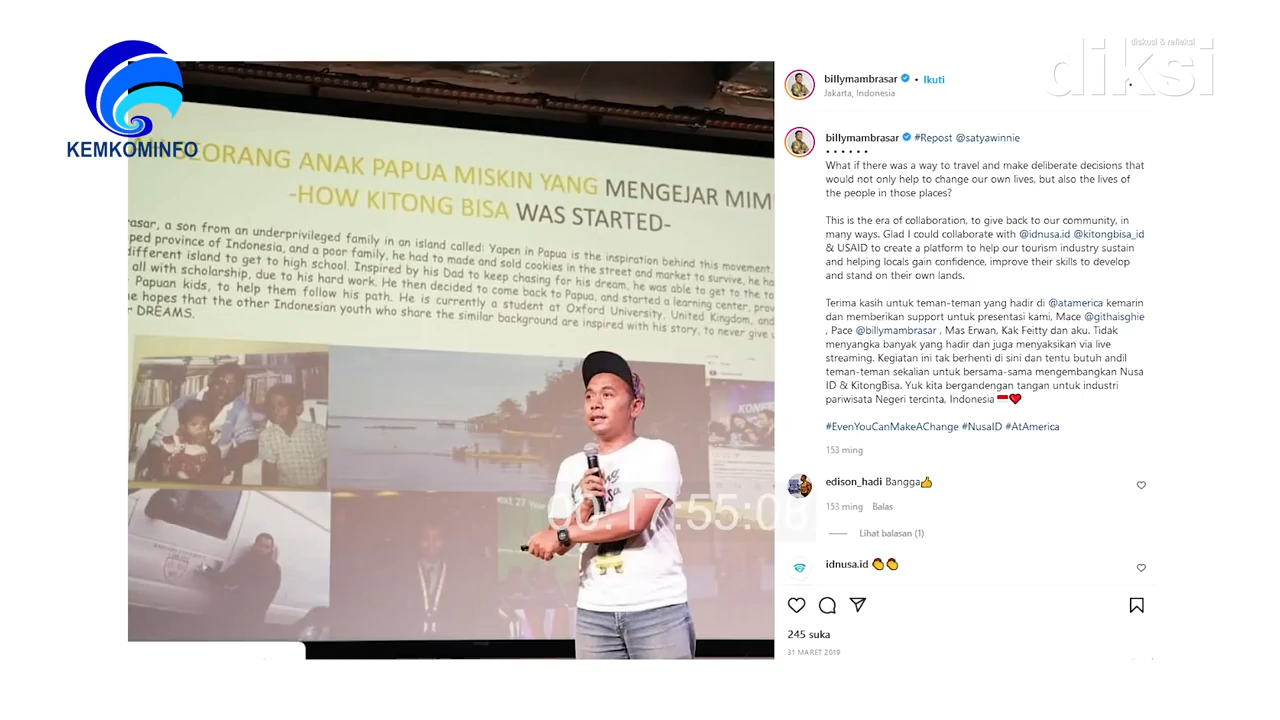 KEMKOMINFO
diskusi & refleksi
diksi
SEORANG ANAK PAPUA MISKIN YANG MENGEJAR
-HOW KITONG BISA WAS STARTED-
a son from an underprivileged family in an island called: Yapen in Papua is the inspiration behind this movement.
province of Indonesia, and a poor family, he had to made and sold cookies in the street and market to survive, he
different island to get to high school. Inspired by his Dad to keep chasing for his dream, he was able to get to the
all with scholarship, due to his hard work. He then decided to come back to Papua, and started a learning center,
Papuan kids, to help them follow his path. He is currently a student at Oxford University, United Kingdom, and
hopes that the other Indonesian youth who share the similar background are inspired with his story, to never give
DREAMS.
00:17:55:08
billymambrasar • Ikuti
Jakarta, Indonesia
billymambrasar #Repost @satyawinnie
• • • • • •
What if there was a way to travel and make deliberate decisions that
would not only help to change our own lives, but also the lives of
the people in those places?
This is the era of collaboration, to give back to our community, in
many ways. Glad I could collaborate with @idnusa.id @kitongbisa_id
& USAID to create a platform to help our tourism industry sustain
and helping locals gain confidence, improve their skills to develop
and stand on their own lands.
Terima kasih untuk teman-teman yang hadir di @atamerica kemarin
dan memberikan support untuk presentasi kami, Mace @githaisghie
, Pace @billymambrasar , Mas Erwan, Kak Feitty dan aku. Tidak
menyangka banyak yang hadir dan juga menyaksikan via live
streaming. Kegiatan ini tak berhenti di sini dan tentu butuh andil
teman-teman sekalian untuk bersama-sama mengembangkan Nusa
ID & KitongBisa. Yuk kita bergandengan tangan untuk industri
pariwisata Negeri tercinta, Indonesia 🇮🇩❤️
#EvenYouCanMakeAChange #NusaID #AtAmerica
153 ming
edison_hadi Bangga👍
153 ming Balas
Lihat balasan (1)
idnusa.id 👏👏
245 suka
31 MARET 2019